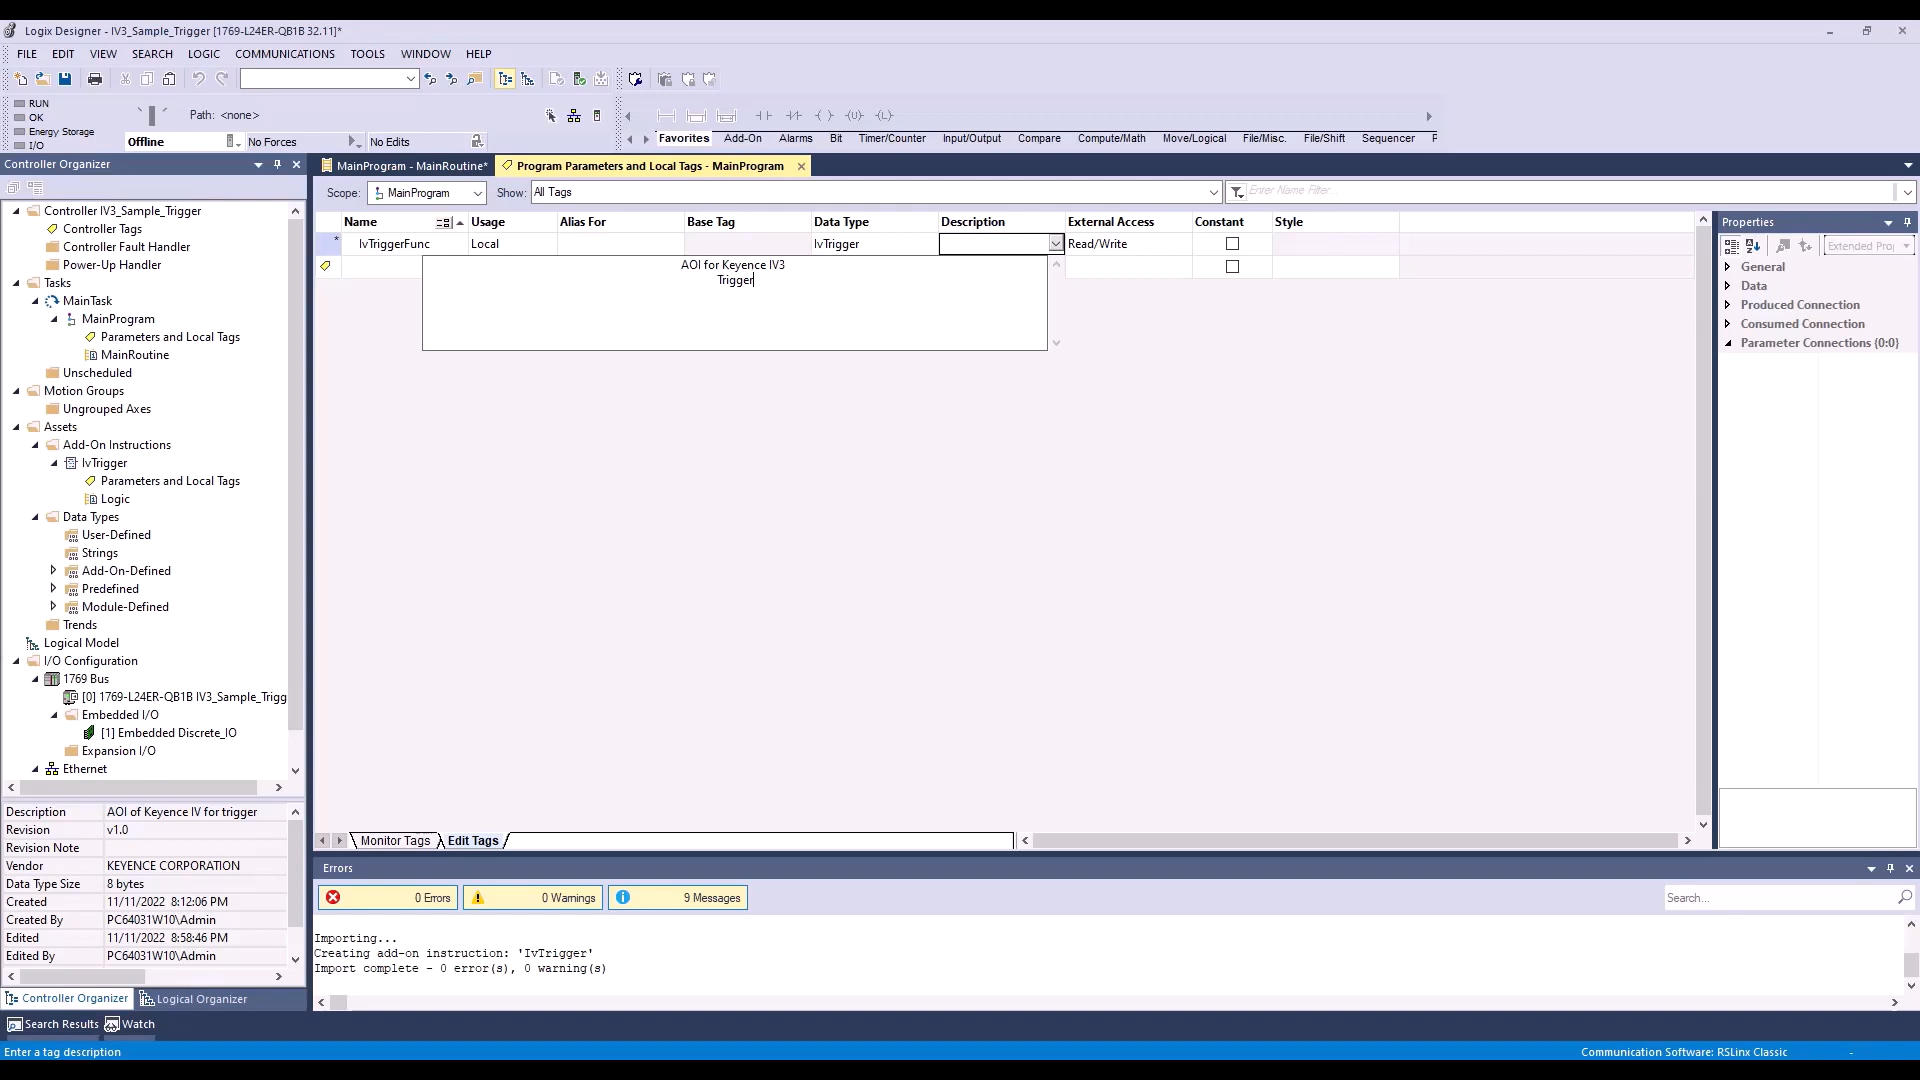 Logix Designer - IV3_Sample_Trigger [1769-L24ER-QB1B 32.11]*
FILE EDIT VIEW SEARCH LOGIC COMMUNICATIONS TOOLS WINDOW HELP
RUN
OK
Energy Storage
I/O
Path: <none>
Offline
No Forces
No Edits
Favorites Add-On Alarms Bit Timer/Counter Input/Output Compare Compute/Math Move/Logical File/Misc. File/Shift Sequencer
Controller Organizer
Controller IV3_Sample_Trigger
Controller Tags
Controller Fault Handler
Power-Up Handler
Tasks
MainTask
MainProgram
Parameters and Local Tags
MainRoutine
Unscheduled
Motion Groups
Ungrouped Axes
Assets
Add-On Instructions
IvTrigger
Parameters and Local Tags
Logic
Data Types
User-Defined
Strings
Add-On-Defined
Predefined
Module-Defined
Trends
Logical Model
I/O Configuration
1769 Bus
[0] 1769-L24ER-QB1B IV3_Sample_Trigg
Embedded I/O
[1] Embedded Discrete_IO
Expansion I/O
Ethernet
Description AOI of Keyence IV for trigger
Revision v1.0
Revision Note
Vendor KEYENCE CORPORATION
Data Type Size 8 bytes
Created 11/11/2022 8:12:06 PM
Created By PC64031W10\Admin
Edited 11/11/2022 8:58:46 PM
Edited By PC64031W10\Admin
Controller Organizer Logical Organizer
MainProgram - MainRoutine*
Program Parameters and Local Tags - MainProgram
Scope: MainProgram Show: All Tags
Enter Name Filter...
Name Usage Alias For Base Tag Data Type Description External Access Constant Style
* IvTriggerFunc Local IvTrigger Read/Write
AOI for Keyence IV3
Trigger
Monitor Tags Edit Tags
Properties
Extended Prop
General
Data
Produced Connection
Consumed Connection
Parameter Connections {0:0}
Errors
0 Errors 0 Warnings 9 Messages
Search...
Importing...
Creating add-on instruction: 'IvTrigger'
Import complete - 0 error(s), 0 warning(s)
Search Results Watch
Enter a tag description
Communication Software: RSLinx Classic